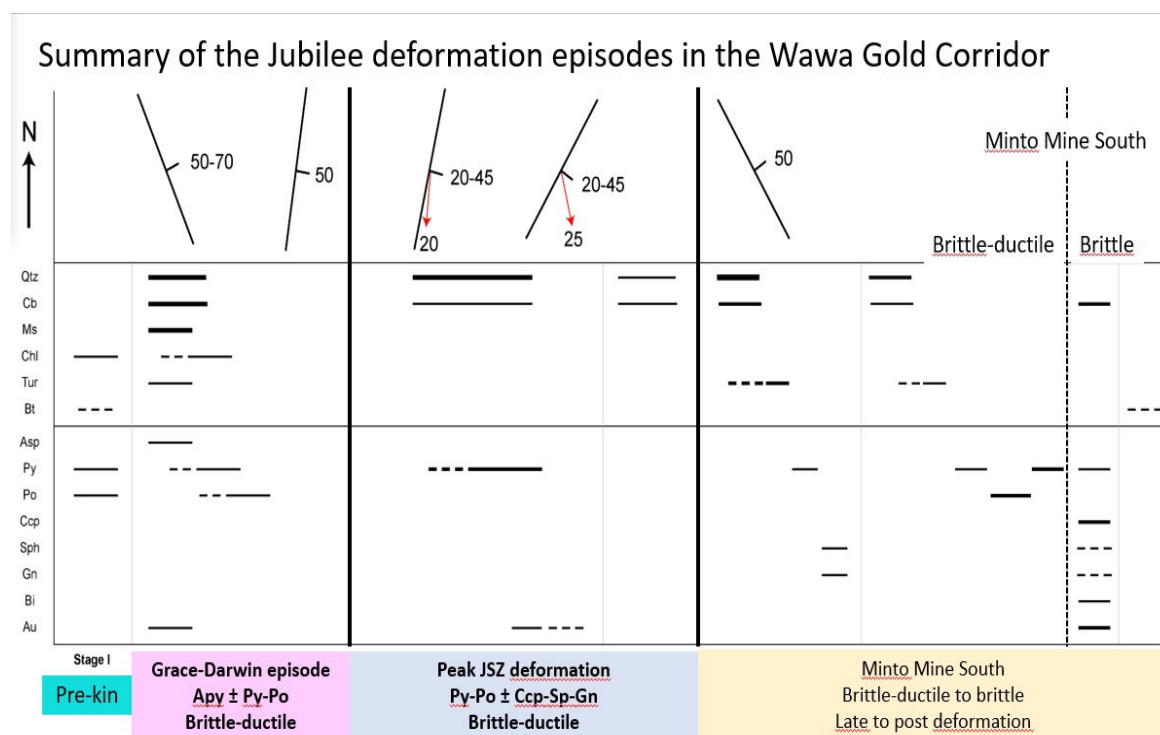 Summary of the Jubilee deformation episodes in the Wawa Gold Corridor
N
50-70
50
20-45
20
20-45
25
50
Minto Mine South
Brittle-ductile
Brittle
Qtz
Cb
Ms
Chl
Tur
Bt
Asp
Py
Po
Ccp
Sph
Gn
Bi
Au
Stage I
Pre-kin
Grace-Darwin episode
Apy ± Py-Po
Brittle-ductile
Peak JSZ deformation
Py-Po ± Ccp-Sp-Gn
Brittle-ductile
Minto Mine South
Brittle-ductile to brittle
Late to post deformation